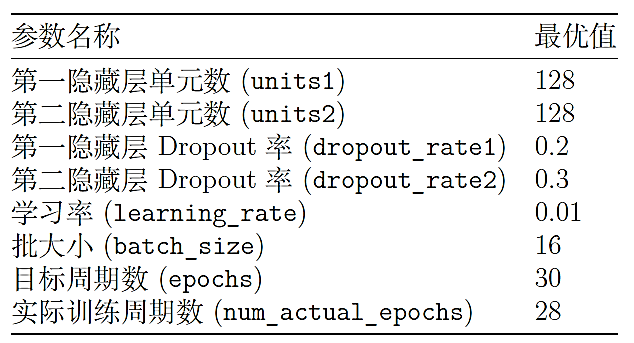 参数名称 最优值
第一隐藏层单元数 (units1) 128
第二隐藏层单元数 (units2) 128
第一隐藏层 Dropout 率 (dropout_rate1) 0.2
第二隐藏层 Dropout 率 (dropout_rate2) 0.3
学习率 (learning_rate) 0.01
批大小 (batch_size) 16
目标周期数 (epochs) 30
实际训练周期数 (num_actual_epochs) 28